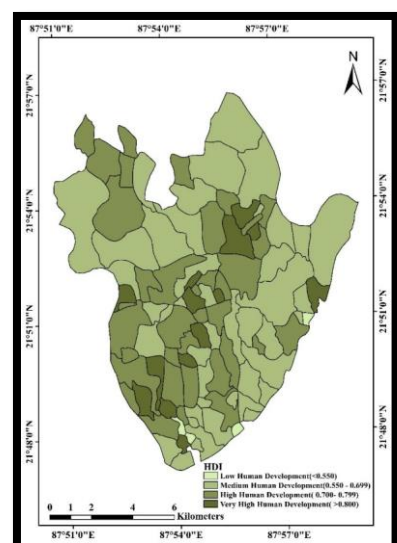 87°51'0"N 87°54'0"N 87°57'0"N
N
21°57'0"N 21°57'0"N
21°54'0"N 21°54'0"N
21°51'0"N 21°51'0"N
21°48'0"N 21°48'0"N
HDI
Low Human Development(<0.550)
Medium Human Development(0.550 - 0.699)
High Human Development( 0.700- 0.799)
Very High Human Development( >0.800)
0 1 2 4 6
Kilometers
87°51'0"N 87°54'0"N 87°57'0"N